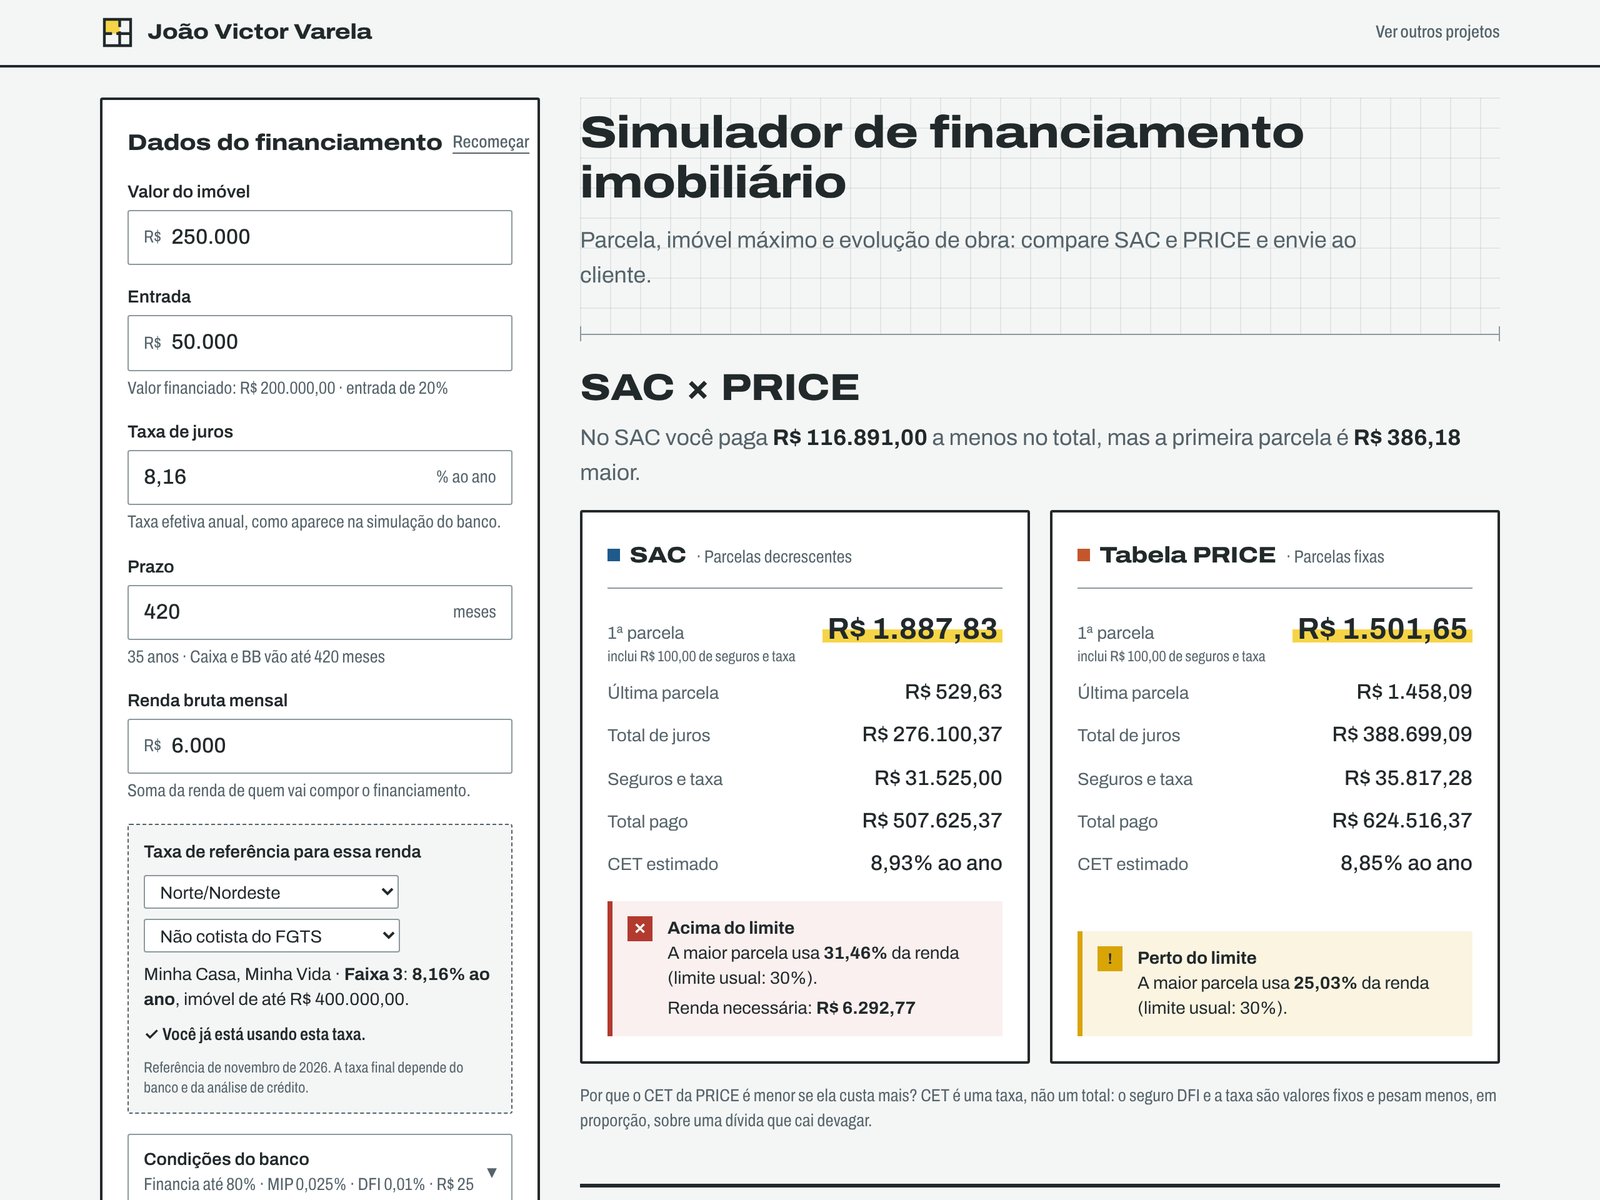 João Victor Varela
Ver outros projetos
Dados do financiamento Recomeçar
Valor do imóvel
R$ 250.000
Entrada
R$ 50.000
Valor financiado: R$ 200.000,00 · entrada de 20%
Taxa de juros
8,16 % ao ano
Taxa efetiva anual, como aparece na simulação do banco.
Prazo
420 meses
35 anos · Caixa e BB vão até 420 meses
Renda bruta mensal
R$ 6.000
Soma da renda de quem vai compor o financiamento.
Taxa de referência para essa renda
Norte/Nordeste
Não cotista do FGTS
Minha Casa, Minha Vida · Faixa 3: 8,16% ao
ano, imóvel de até R$ 400.000,00.
✓ Você já está usando esta taxa.
Referência de novembro de 2026. A taxa final depende do
banco e da análise de crédito.
Condições do banco
Financia até 80% · MIP 0,025% · DFI 0,01% · R$ 25
▼
Simulador de financiamento
imobiliário
Parcela, imóvel máximo e evolução de obra: compare SAC e PRICE e envie ao
cliente.
SAC × PRICE
No SAC você paga R$ 116.891,00 a menos no total, mas a primeira parcela é R$ 386,18
maior.
SAC · Parcelas decrescentes
1ª parcela R$ 1.887,83
inclui R$ 100,00 de seguros e taxa
Última parcela R$ 529,63
Total de juros R$ 276.100,37
Seguros e taxa R$ 31.525,00
Total pago R$ 507.625,37
CET estimado 8,93% ao ano
× Acima do limite
A maior parcela usa 31,46% da renda
(limite usual: 30%).
Renda necessária: R$ 6.292,77
Tabela PRICE · Parcelas fixas
1ª parcela R$ 1.501,65
inclui R$ 100,00 de seguros e taxa
Última parcela R$ 1.458,09
Total de juros R$ 388.699,09
Seguros e taxa R$ 35.817,28
Total pago R$ 624.516,37
CET estimado 8,85% ao ano
! Perto do limite
A maior parcela usa 25,03% da renda
(limite usual: 30%).
Por que o CET da PRICE é menor se ela custa mais? CET é uma taxa, não um total: o seguro DFI e a taxa são valores fixos e pesam menos, em
proporção, sobre uma dívida que cai devagar.